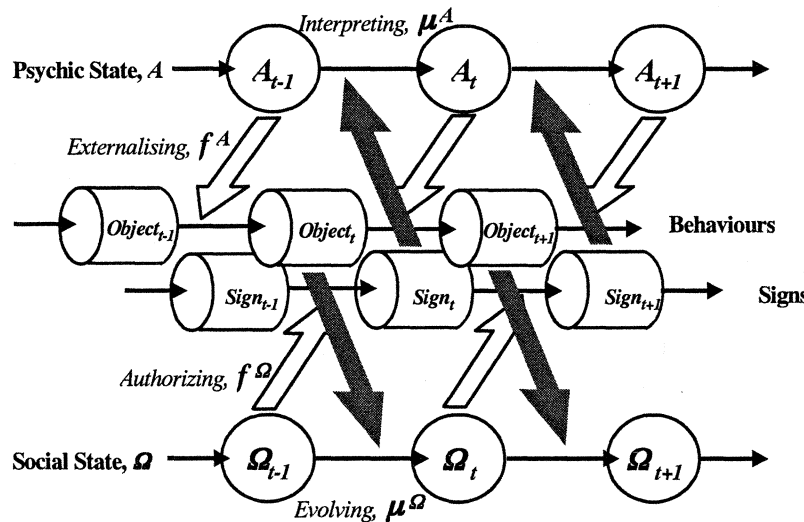 Interpreting, μ^A
Psychic State, A
A_{t-1}
A_t
A_{t+1}
Externalising, f^A
Object_{t-1}
Object_t
Object_{t+1}
Behaviours
Sign_{t-1}
Sign_t
Sign_{t+1}
Signs
Authorizing, f^Ω
Social State, Ω
Ω_{t-1}
Ω_t
Ω_{t+1}
Evolving, μ^Ω